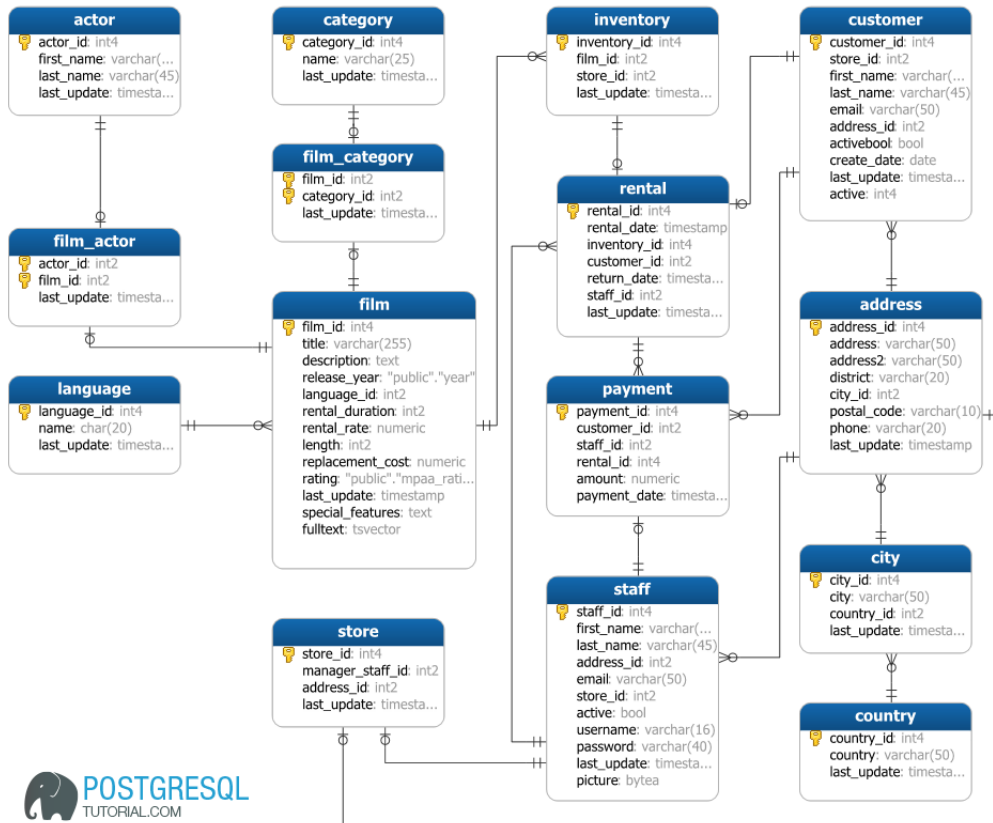 actor
actor_id: int4
first_name: varchar(...
last_name: varchar(45)
last_update: timesta...
category
category_id: int4
name: varchar(25)
last_update: timesta...
inventory
inventory_id: int4
film_id: int2
store_id: int2
last_update: timesta...
customer
customer_id: int4
store_id: int2
first_name: varchar(...
last_name: varchar(45)
email: varchar(50)
address_id: int2
activebool: bool
create_date: date
last_update: timesta...
active: int4
film_category
film_id: int2
category_id: int2
last_update: timesta...
rental
rental_id: int4
rental_date: timestamp
inventory_id: int4
customer_id: int2
return_date: timesta...
staff_id: int2
last_update: timesta...
film_actor
actor_id: int2
film_id: int2
last_update: timesta...
film
film_id: int4
title: varchar(255)
description: text
release_year: "public"."year"
language_id: int2
rental_duration: int2
rental_rate: numeric
length: int2
replacement_cost: numeric
rating: "public"."mpaa_rati...
last_update: timestamp
special_features: text
fulltext: tsvector
address
address_id: int4
address: varchar(50)
address2: varchar(50)
district: varchar(20)
city_id: int2
postal_code: varchar(10)
phone: varchar(20)
last_update: timestamp
language
language_id: int4
name: char(20)
last_update: timesta...
payment
payment_id: int4
customer_id: int2
staff_id: int2
rental_id: int4
amount: numeric
payment_date: timesta...
city
city_id: int4
city: varchar(50)
country_id: int2
last_update: timesta...
staff
staff_id: int4
first_name: varchar(...
last_name: varchar(45)
address_id: int2
email: varchar(50)
store_id: int2
active: bool
username: varchar(16)
password: varchar(40)
last_update: timesta...
picture: bytea
store
store_id: int4
manager_staff_id: int2
address_id: int2
last_update: timesta...
country
country_id: int4
country: varchar(50)
last_update: timesta...
POSTGRESQL
TUTORIAL.COM